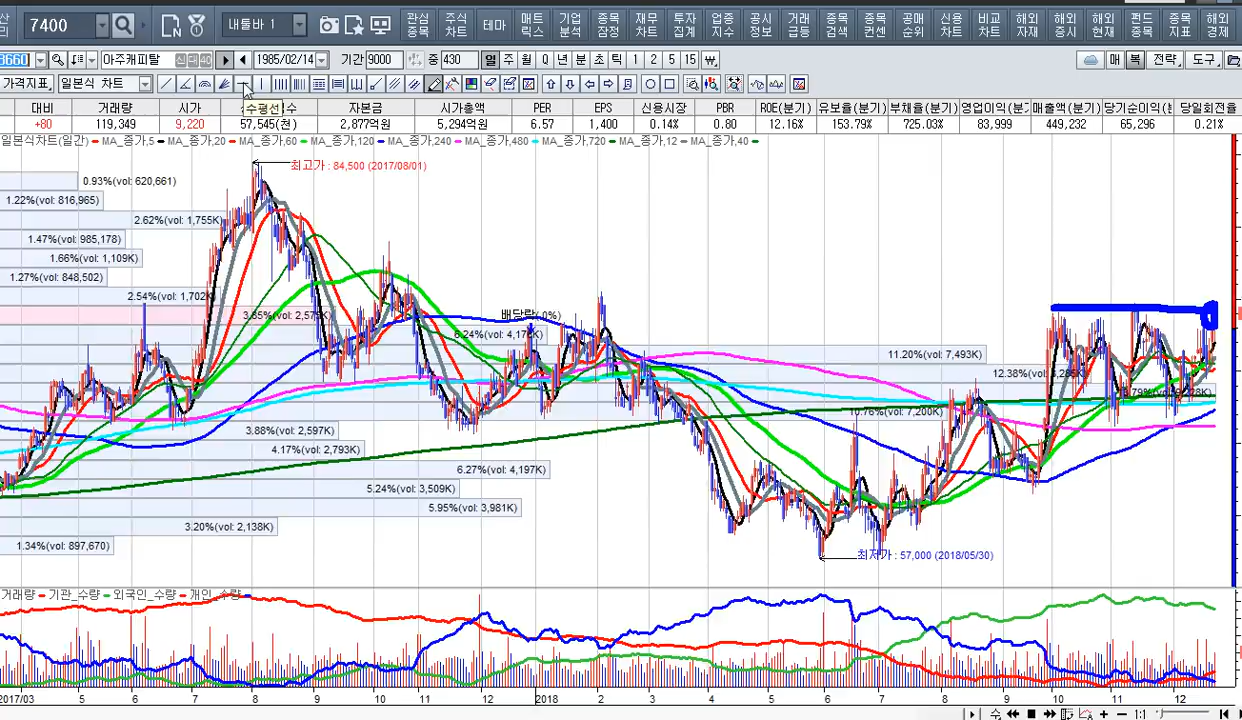 7400 내틀바 1 관심 주식 테마 매트 기업 종목 재무 투자 업종 공시 거래 종목 종목 공매 신용 비교 해외 해외 해외 펀드 종목 해외
종목 차트 릭스 분석 잠정 차트 집계 지수 정보 급등 검색 컨센 순위 차트 차트 자재 증시 현재 종목 지표 경제
8660 아주캐피탈 신 대 40 1985/02/14 기간 9000 중 430 일 주 월 Q 년 분 초 틱 1 2 5 15 매 복 전략 도구
가격지표 일본식 차트
수평선
대비 거래량 시가 수 자본금 시가총액 PER EPS 신용시장 PBR ROE(분기) 유보율(분기) 부채율(분기) 영업이익(분기 매출액(분기) 당기순이익(분 당일회전율
+80 119,349 9,220 57,545(천) 2,877억원 5,294억원 6.57 1,400 0.14% 0.80 12.16% 153.79% 725.03% 83,999 449,232 65,296 0.21%
일본식차트(일간) MA_종가,5 MA_종가,20 MA_종가,60 MA_종가,120 MA_종가,240 MA_종가,480 MA_종가,720 MA_종가,12 MA_종가,40
최고가 : 84,500 (2017/08/01)
0.93%(vol: 620,661)
1.22%(vol: 816,965)
2.62%(vol: 1,755K)
1.47%(vol: 985,178)
1.66%(vol: 1,109K)
1.27%(vol: 848,502)
2.54%(vol: 1,702K)
3.85%(vol: 2,575K)
배당락( 0%)
6.24%(vol: 4,176K)
11.20%(vol: 7,493K)
12.38%(vol: 8,285K)
10.76%(vol: 7,200K)
3.88%(vol: 2,597K)
4.17%(vol: 2,793K)
6.27%(vol: 4,197K)
5.24%(vol: 3,509K)
5.95%(vol: 3,981K)
3.20%(vol: 2,138K)
1.34%(vol: 897,670)
최저가 : 57,000 (2018/05/30)
거래량 기관_수량 외국인_수량 개인_수량
2017/03 5 6 7 8 9 10 11 12 2018 2 3 4 5 6 7 8 9 10 11 12
1:1